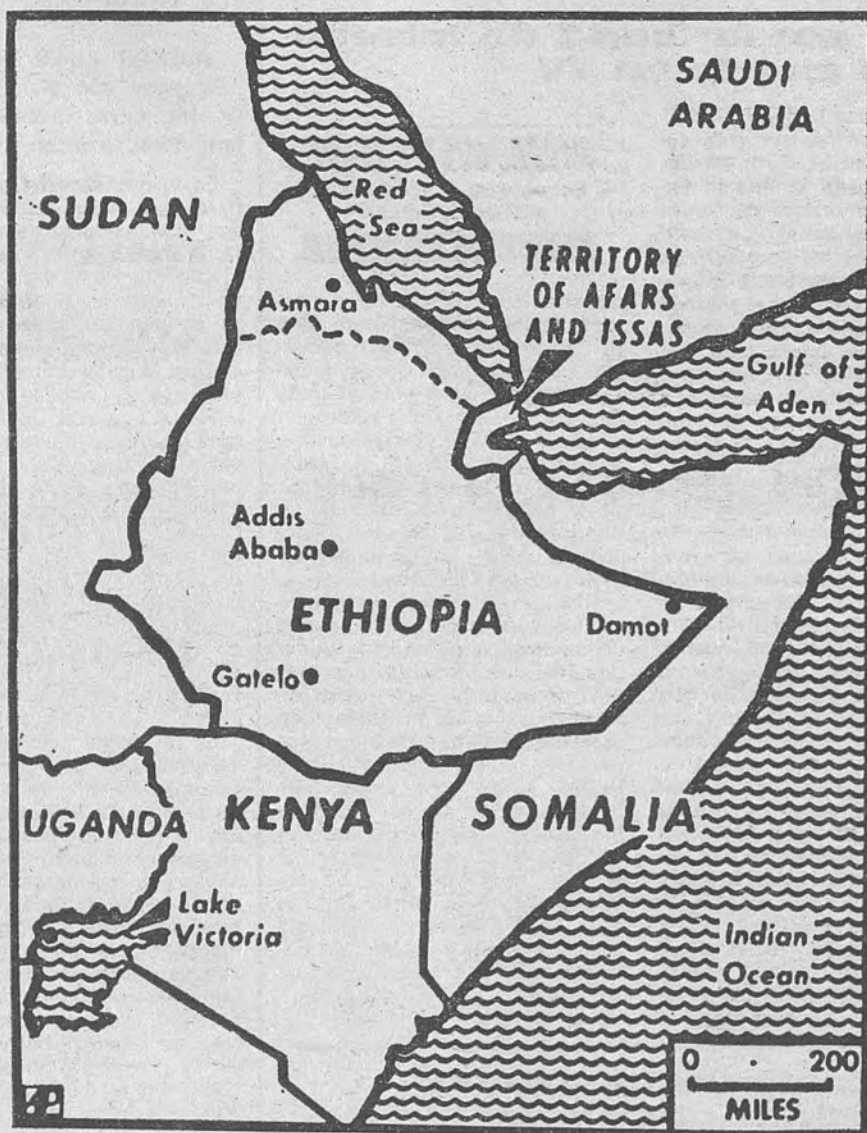 SAUDI
ARABIA
SUDAN
Red
Sea
TERRITORY
OF AFARS
AND ISSAS
Asmara
Gulf of
Aden
Addis
Ababa
ETHIOPIA
Damot
Gatelo
UGANDA
KENYA
SOMALIA
Lake
Victoria
Indian
Ocean
0 200
MILES
AP